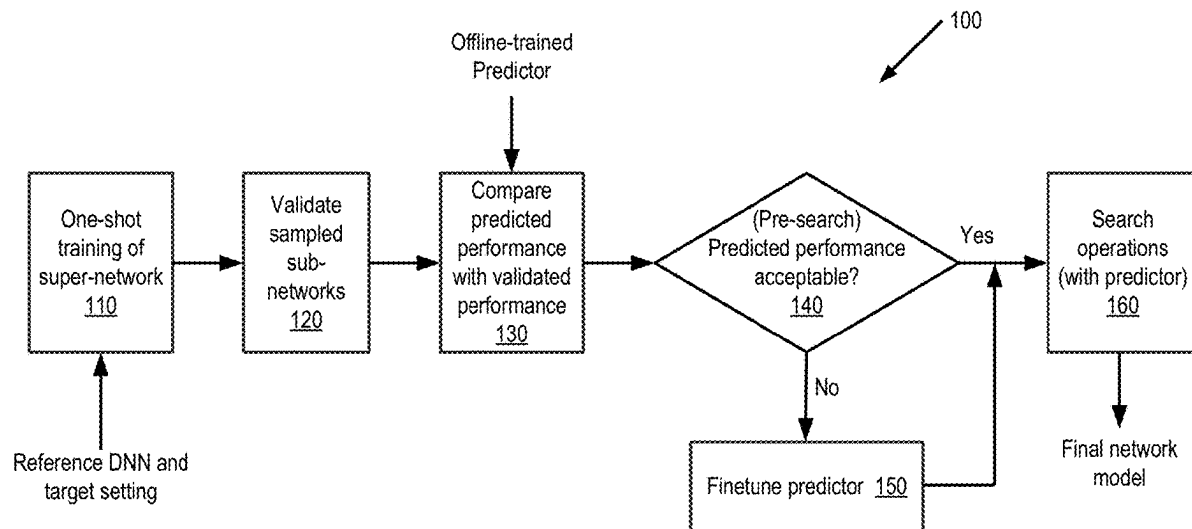 100
Offline-trained
Predictor
One-shot
training of
super-network
110
Validate
sampled
sub-
networks
120
Compare
predicted
performance
with validated
performance
130
(Pre-search)
Predicted performance
acceptable?
140
Yes
Search
operations
(with predictor)
160
No
Reference DNN and
target setting
Finetune predictor 150
Final network
model